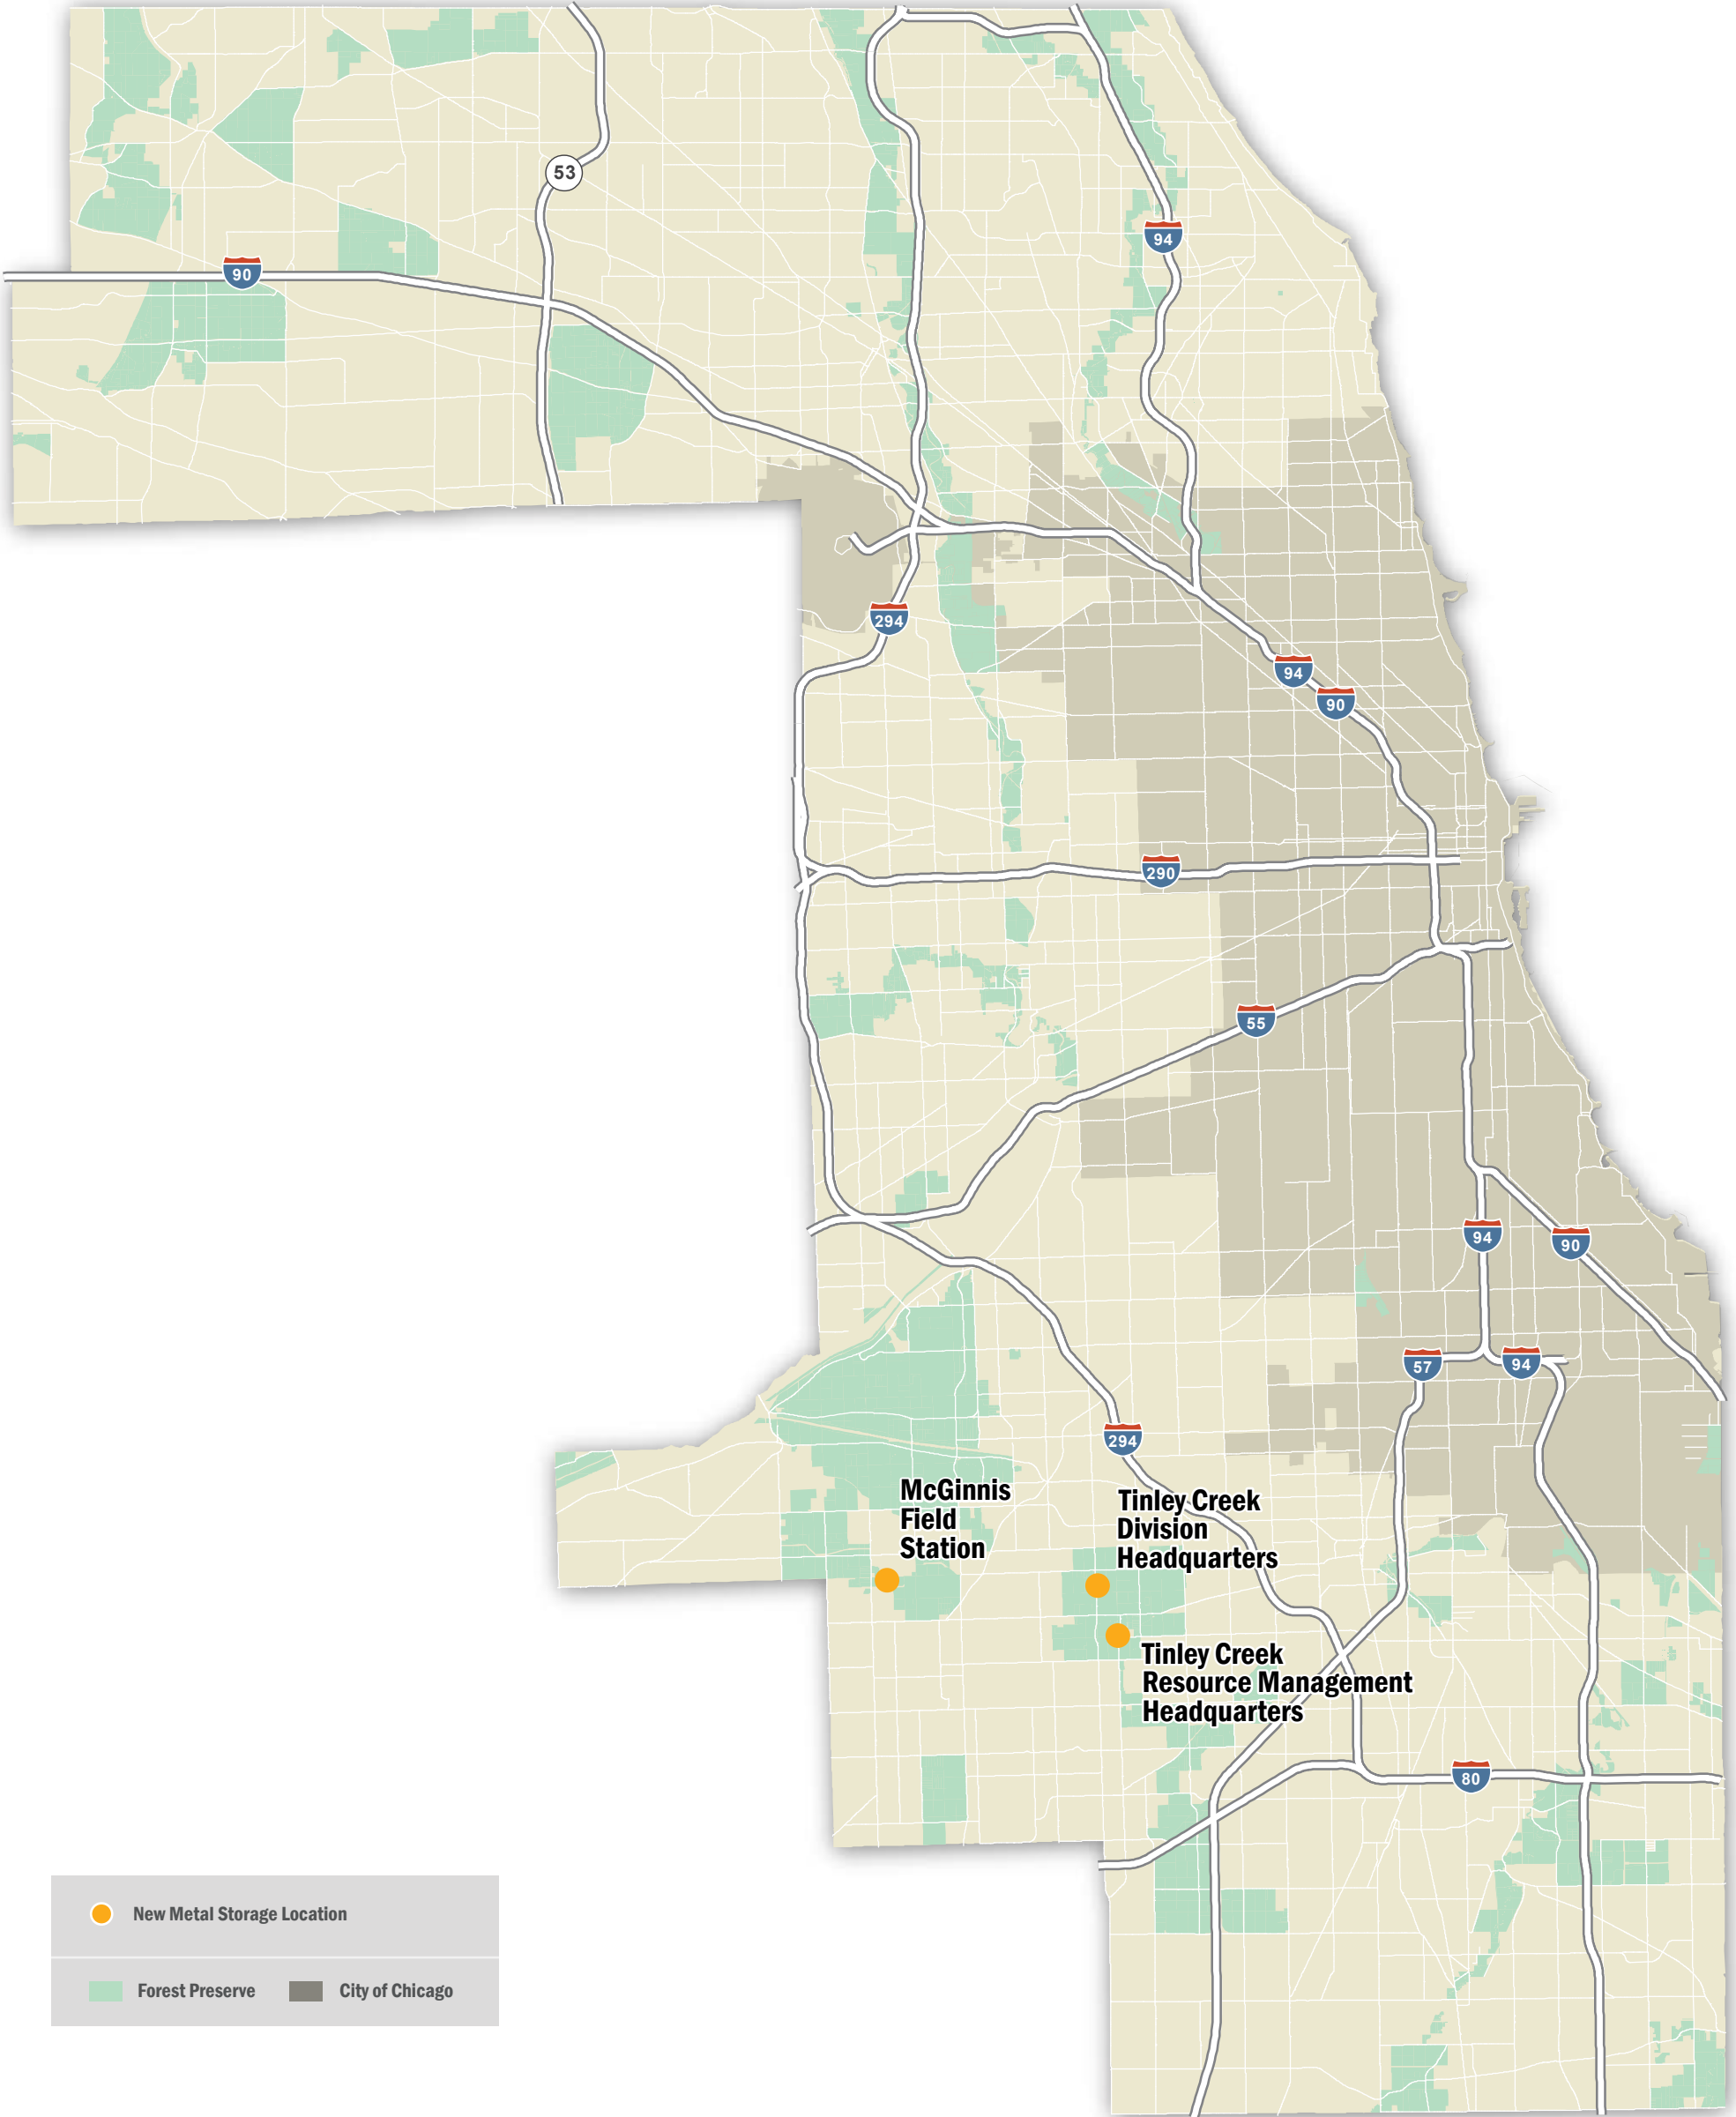 53
94
90
294
94
90
290
55
94
90
57
94
294
McGinnis
Field
Station
Tinley Creek
Division
Headquarters
Tinley Creek
Resource Management
Headquarters
80
New Metal Storage Location
Forest Preserve
City of Chicago